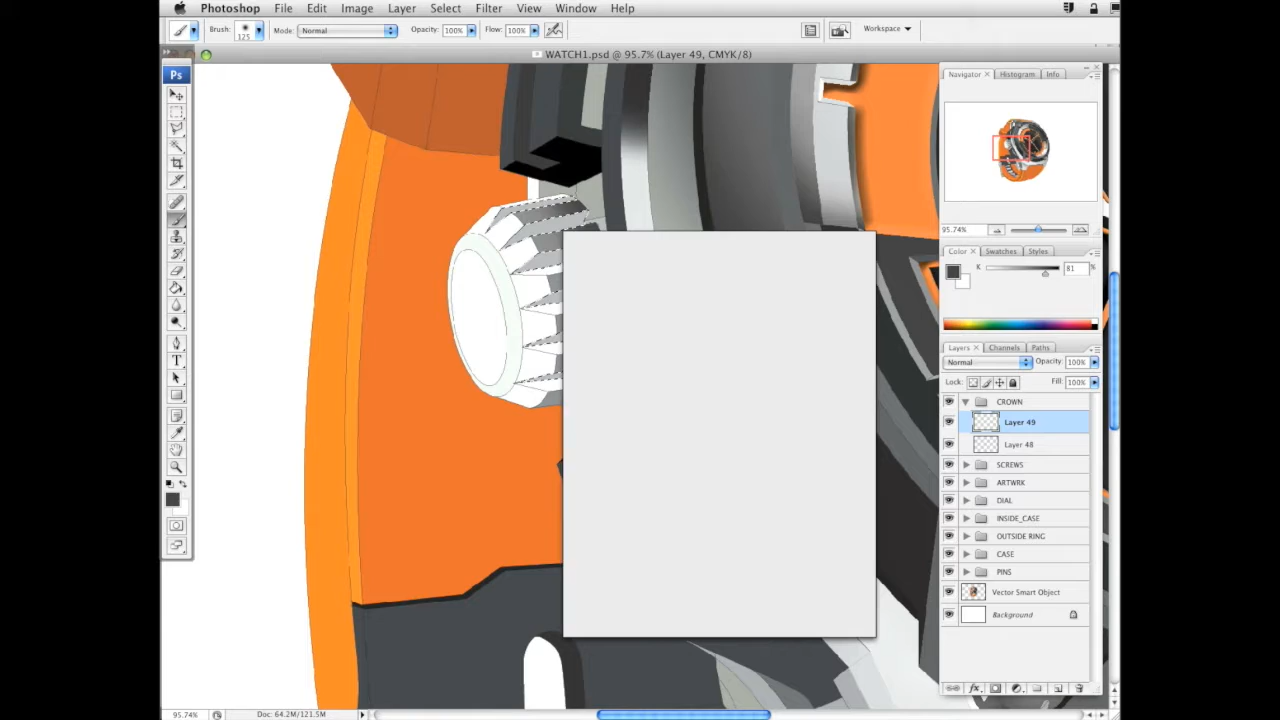 Photoshop File Edit Image Layer Select Filter View Window Help
Brush: 125 Mode: Normal Opacity: 100% Flow: 100% Workspace
WATCH1.psd @ 95.7% (Layer 49, CMYK/8)
Ps
Navigator × Histogram Info
95.74%
Color × Swatches Styles
K 81 %
Layers × Channels Paths
Normal Opacity: 100%
Lock: Fill: 100%
CROWN
Layer 49
Layer 48
SCREWS
ARTWRK
DIAL
INSIDE_CASE
OUTSIDE RING
CASE
PINS
Vector Smart Object
Background
95.74% Doc: 64.2M/121.5M